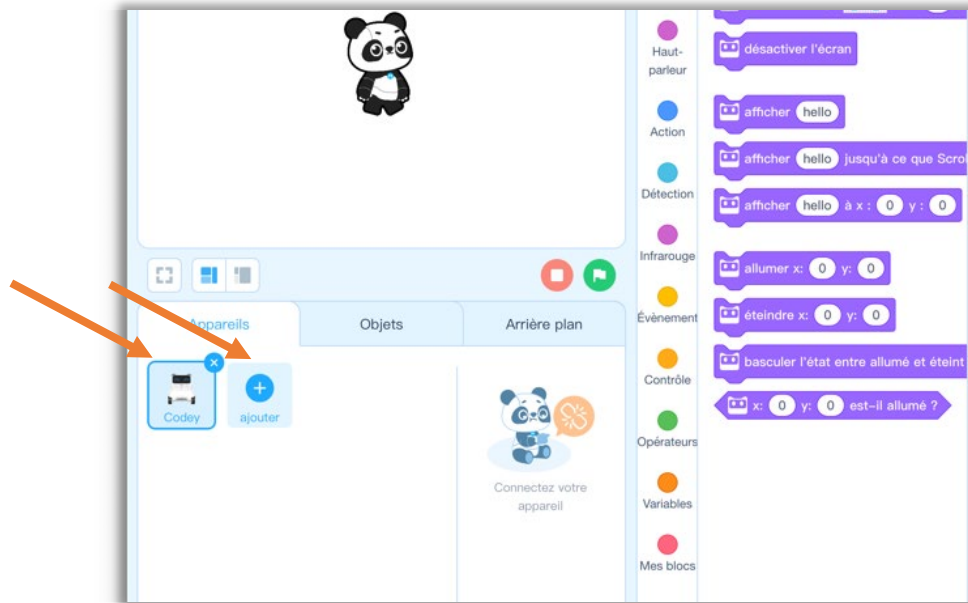 Appareils
Objets
Arrière plan
Codey
ajouter
Connectez votre
appareil
Haut-
parleur
Action
Détection
Infrarouge
Évènement
Contrôle
Opérateurs
Variables
Mes blocs
désactiver l'écran
afficher hello
afficher hello jusqu'à ce que Scrol
afficher hello à x : 0 y : 0
allumer x: 0 y: 0
éteindre x: 0 y: 0
basculer l'état entre allumé et éteint
x: 0 y: 0 est-il allumé ?